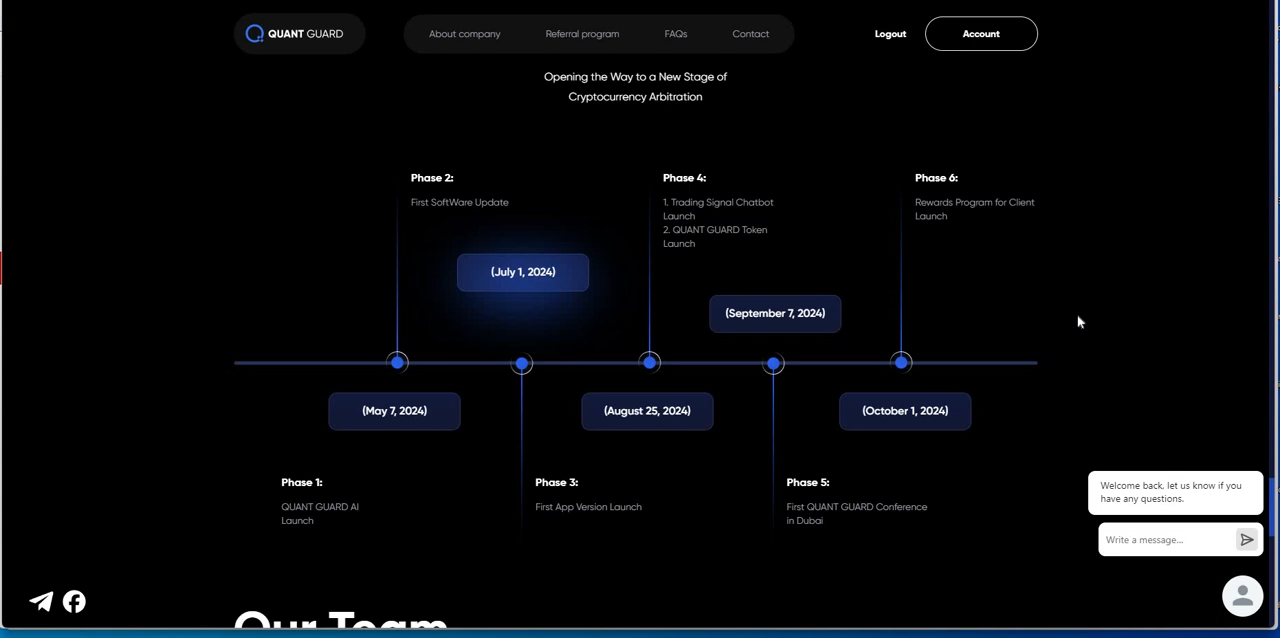 QUANT GUARD
About company
Referral program
FAQs
Contact
Logout
Account
Opening the Way to a New Stage of
Cryptocurrency Arbitration
Phase 2:
First SoftWare Update
Phase 4:
1. Trading Signal Chatbot
Launch
2. QUANT GUARD Token
Launch
Phase 6:
Rewards Program for Client
Launch
(July 1, 2024)
(September 7, 2024)
(May 7, 2024)
(August 25, 2024)
(October 1, 2024)
Phase 1:
QUANT GUARD AI
Launch
Phase 3:
First App Version Launch
Phase 5:
First QUANT GUARD Conference
in Dubai
Welcome back, let us know if you
have any questions.
Write a message...
Our Team